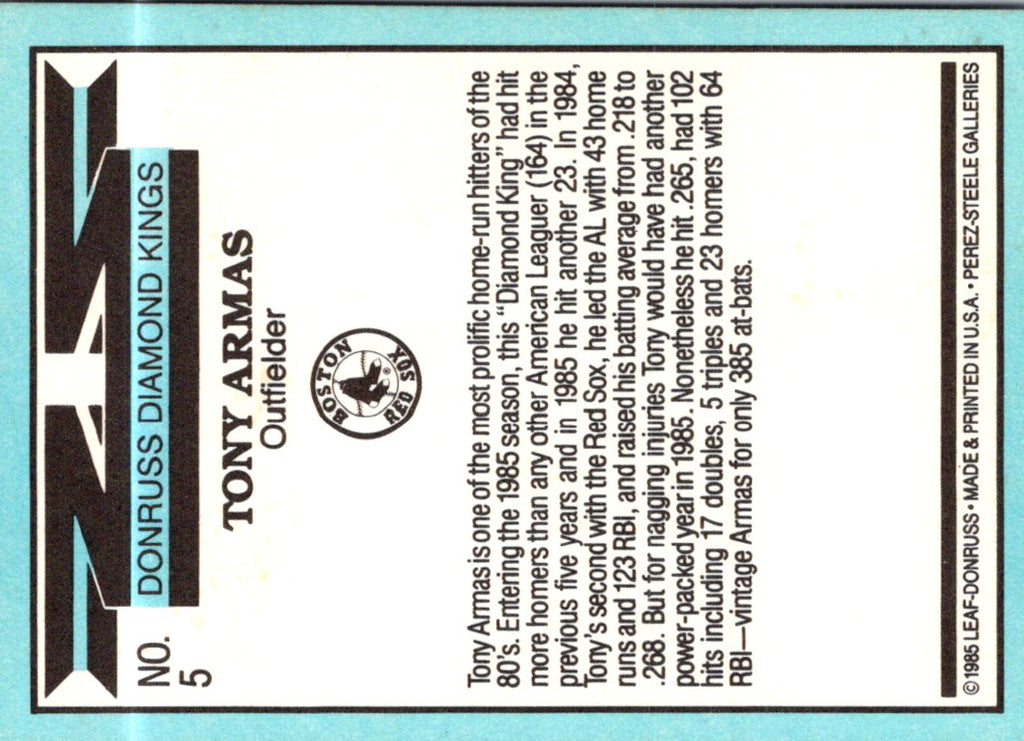 NO.
5
DONRUSS DIAMOND KINGS
TONY ARMAS
Outfielder
BOSTON
RED SOX
®
Tony Armas is one of the most prolific home-run hitters of the
80's. Entering the 1985 season, this "Diamond King" had hit
more homers than any other American Leaguer (164) in the
previous five years and in 1985 he hit another 23. In 1984,
Tony's second with the Red Sox, he led the AL with 43 home
runs and 123 RBI, and raised his batting average from .218 to
.268. But for nagging injuries Tony would have had another
power-packed year in 1985. Nonetheless he hit .265, had 102
hits including 17 doubles, 5 triples and 23 homers with 64
RBI—vintage Armas for only 385 at-bats.
©1985 LEAF-DONRUSS • MADE & PRINTED IN U.S.A. • PEREZ-STEELE GALLERIES